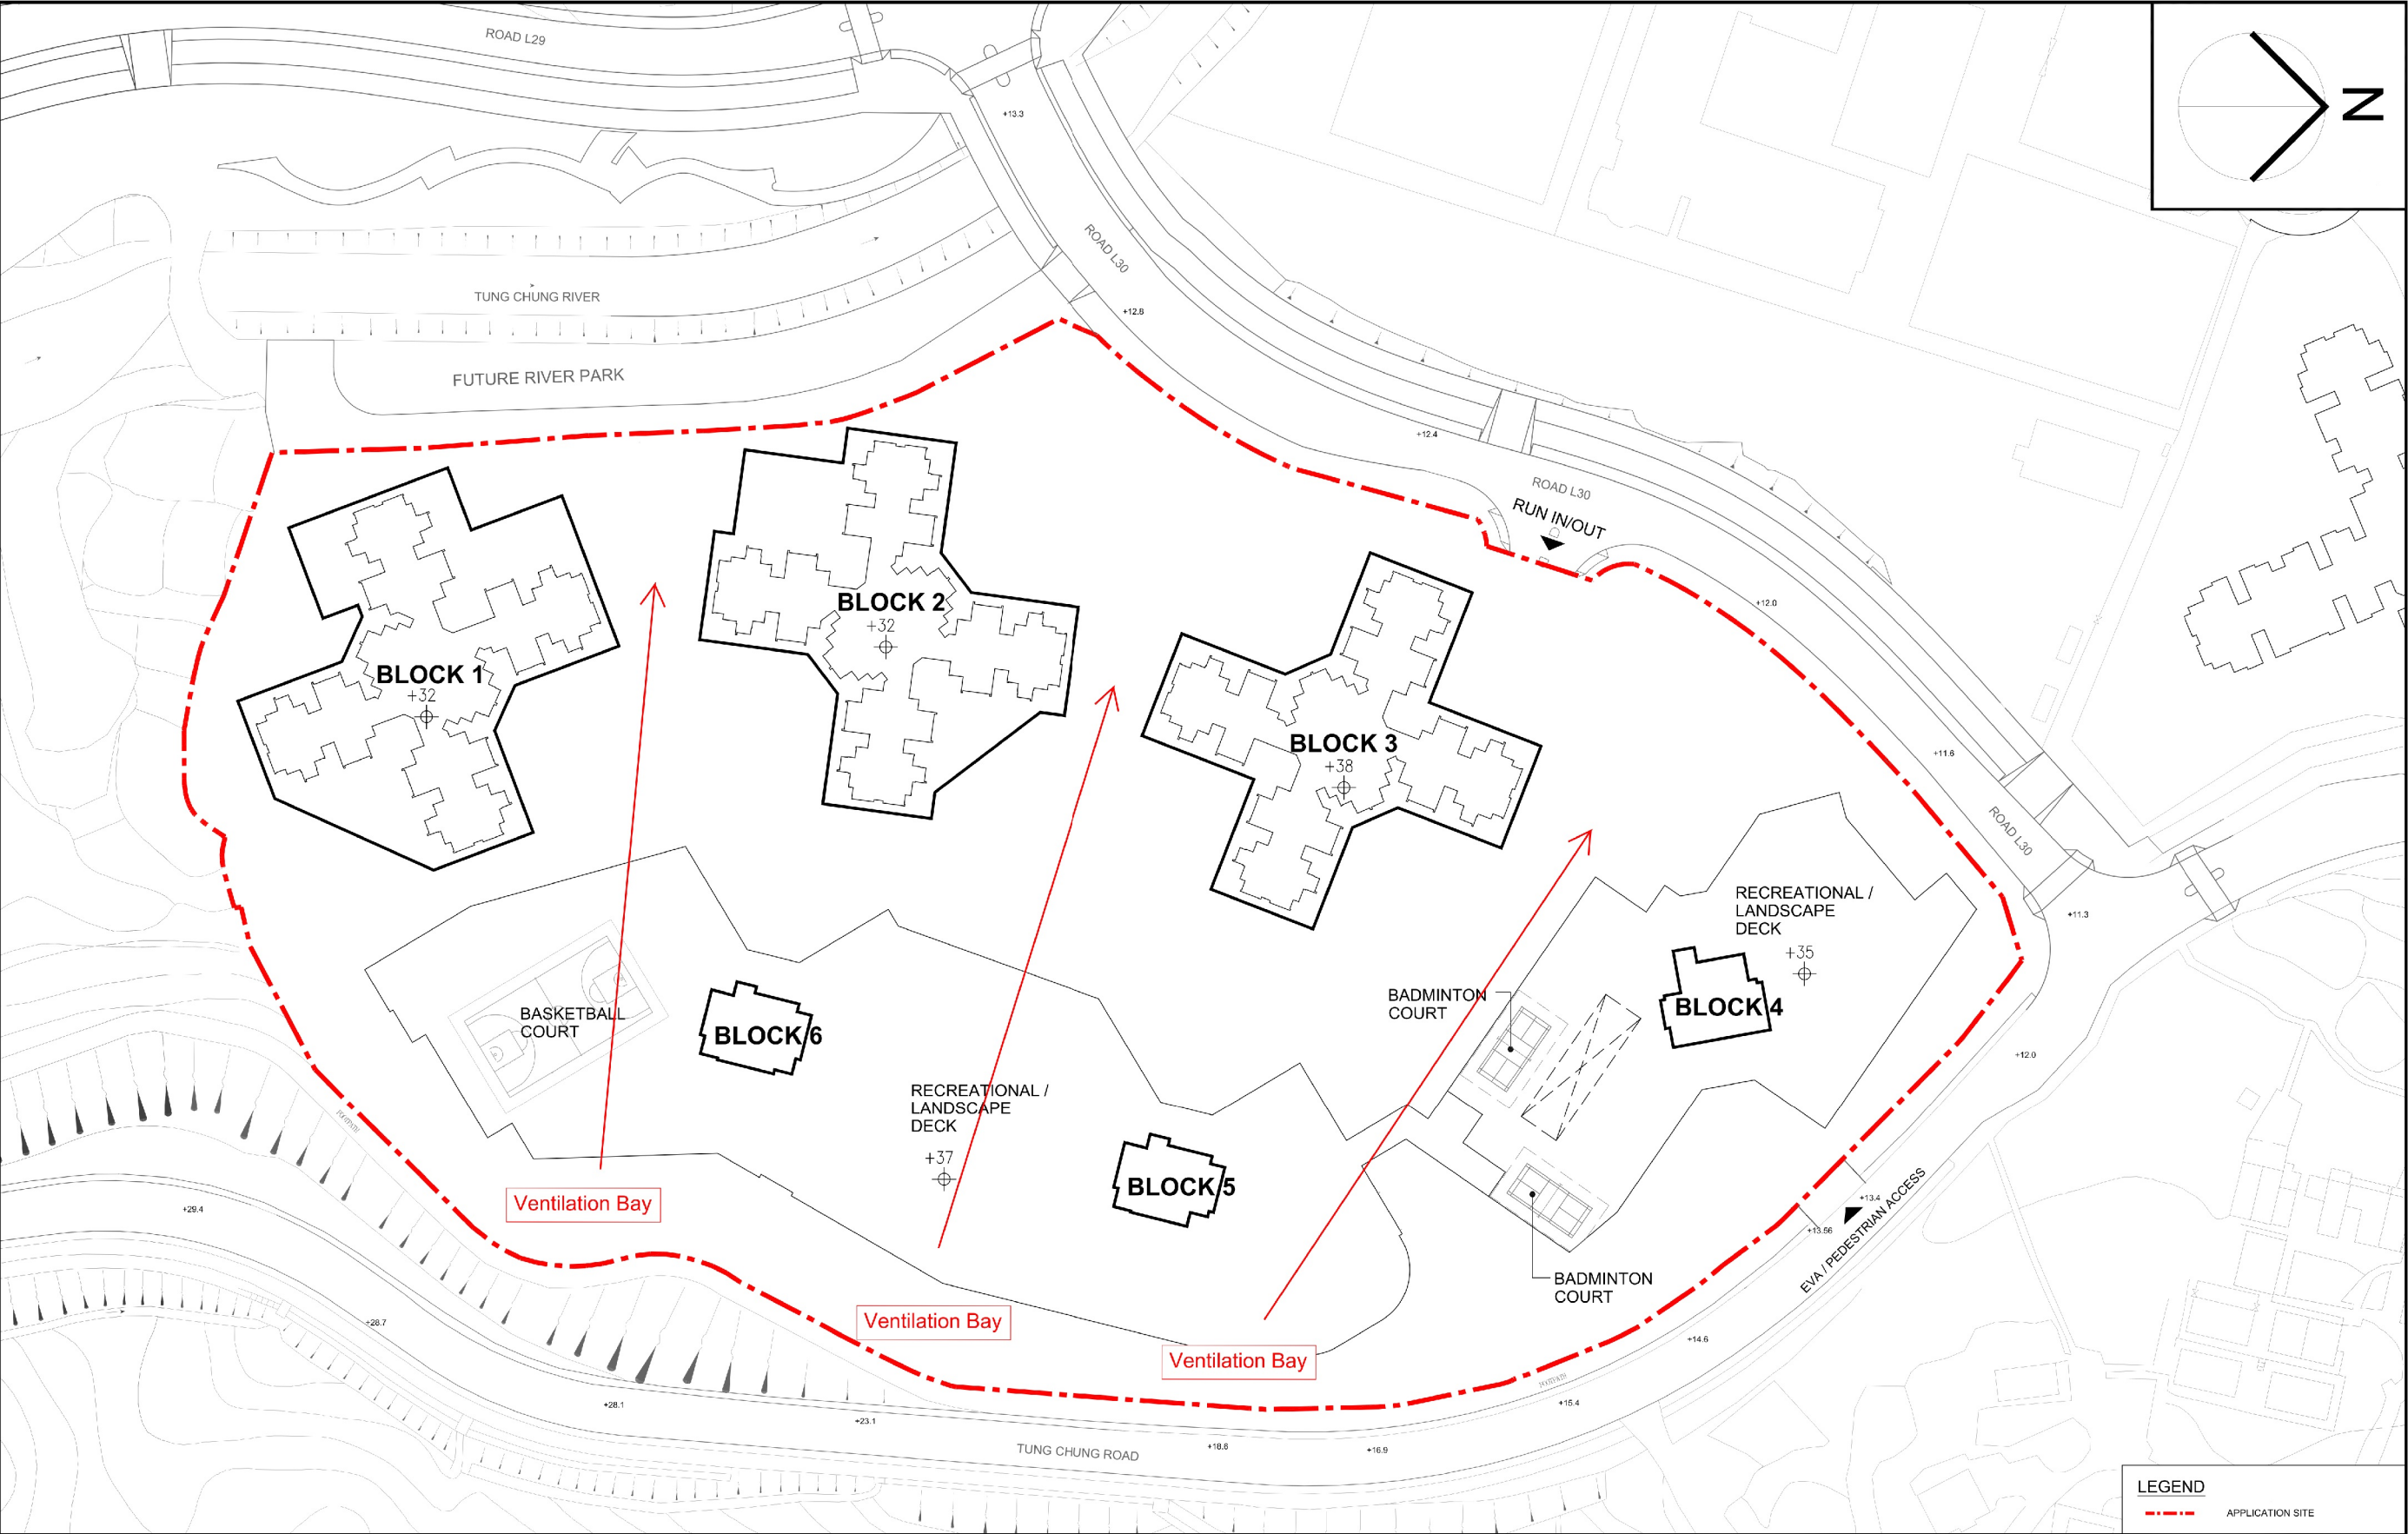 ROAD L29
N
+13.3
ROAD L30
TUNG CHUNG RIVER
+12.8
FUTURE RIVER PARK
+12.4
ROAD L30
RUN IN/OUT
BLOCK 2
+32
+12.0
BLOCK 1
+32
BLOCK 3
+38
+11.6
ROAD L30
RECREATIONAL /
LANDSCAPE
DECK
+35
+11.3
BASKETBALL
COURT
BLOCK 6
BADMINTON
COURT
BLOCK 4
+12.0
RECREATIONAL /
LANDSCAPE
DECK
+37
FOOTPATH
BLOCK 5
Ventilation Bay
+29.4
+13.4
+13.56
EVA / PEDESTRIAN ACCESS
BADMINTON
COURT
Ventilation Bay
+28.7
Ventilation Bay
+14.6
FOOTPATH
+28.1
+23.1
+15.4
TUNG CHUNG ROAD
+18.6
+16.9
LEGEND
APPLICATION SITE